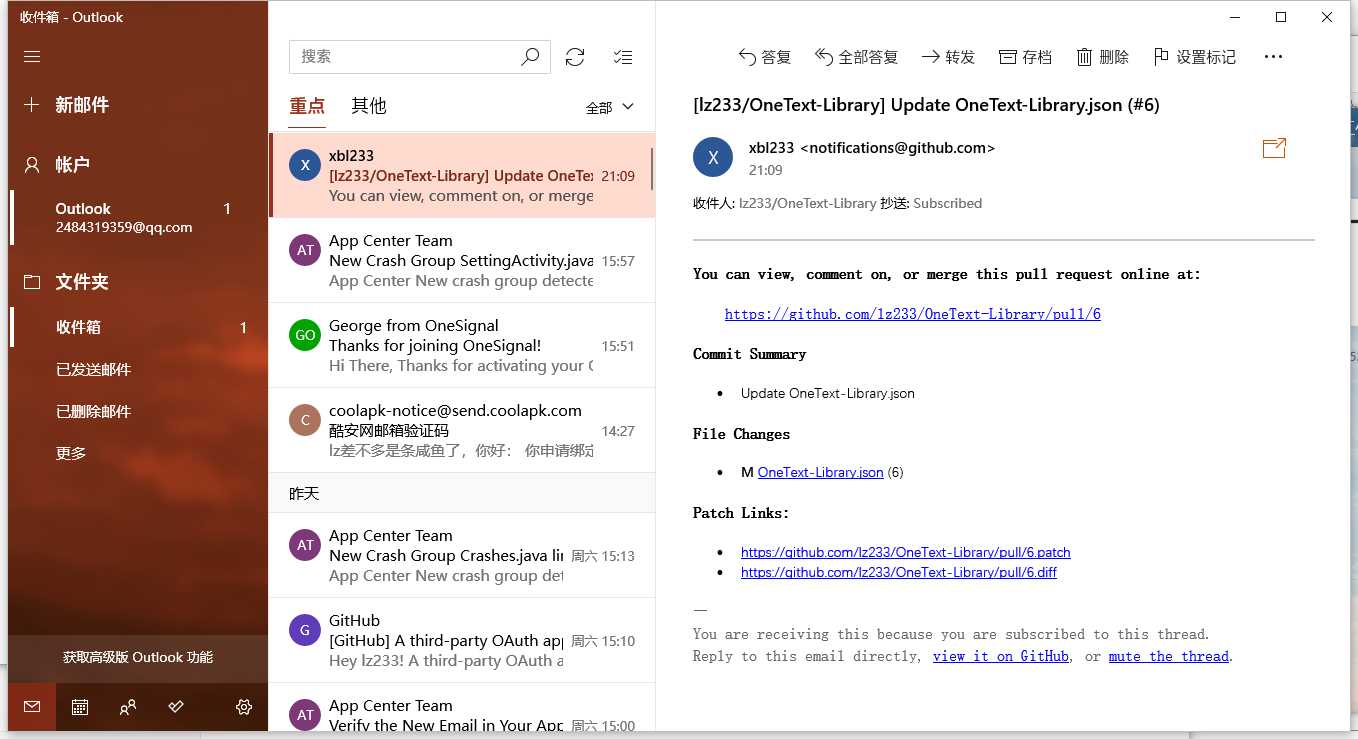 收件箱 - Outlook
新邮件
帐户
Outlook 1
2484319359@qq.com
文件夹
收件箱 1
已发送邮件
已删除邮件
更多
获取高级版 Outlook 功能
搜索
重点 其他 全部
X xbl233
[lz233/OneText-Library] Update OneTe 21:09
You can view, comment on, or merge
AT App Center Team
New Crash Group SettingActivity.java 15:57
App Center New crash group detecte
GO George from OneSignal
Thanks for joining OneSignal! 15:51
Hi There, Thanks for activating your
C coolapk-notice@send.coolapk.com
酷安网邮箱验证码 14:27
lz差不多是条咸鱼了，你好： 你申请绑定
昨天
AT App Center Team
New Crash Group Crashes.java lin 周六 15:13
App Center New crash group det
G GitHub
[GitHub] A third-party OAuth app 周六 15:10
Hey lz233! A third-party OAuth a
AT App Center Team
Verify the New Email in Your App 周六 15:00
答复 全部答复 转发 存档 删除 设置标记 ...
[lz233/OneText-Library] Update OneText-Library.json (#6)
X xbl233 <notifications@github.com>
21:09
收件人: lz233/OneText-Library 抄送: Subscribed
You can view, comment on, or merge this pull request online at:
https://github.com/lz233/OneText-Library/pull/6
Commit Summary
• Update OneText-Library.json
File Changes
• M OneText-Library.json (6)
Patch Links:
• https://github.com/lz233/OneText-Library/pull/6.patch
• https://github.com/lz233/OneText-Library/pull/6.diff
—
You are receiving this because you are subscribed to this thread.
Reply to this email directly, view it on GitHub, or mute the thread.